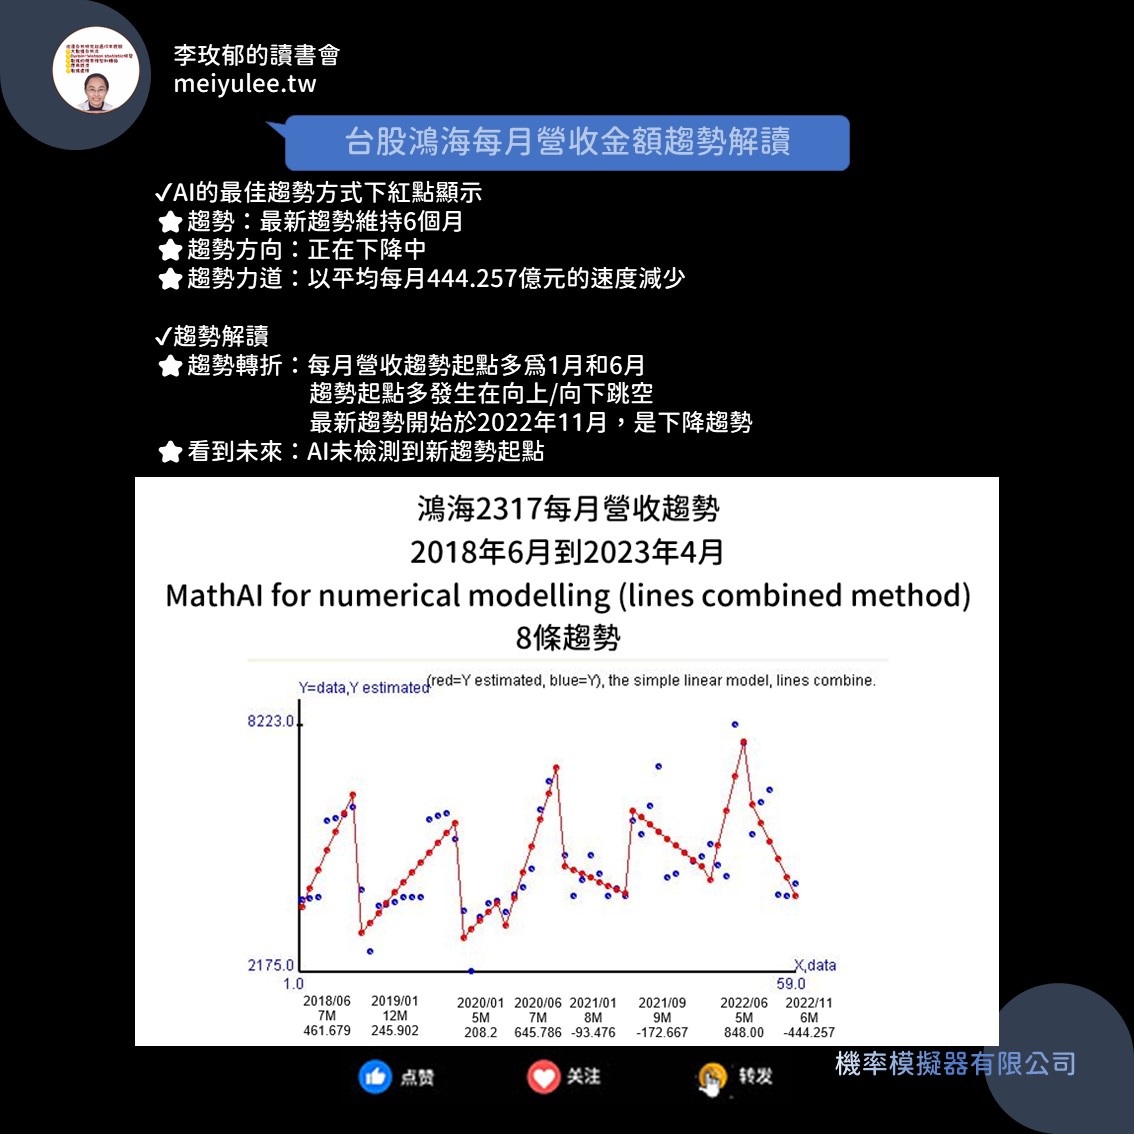 李玫郁的讀書會
meiyulee.tw
台股鴻海每月營收金額趨勢解讀
✓AI的最佳趨勢方式下紅點顯示
★趨勢：最新趨勢維持6個月
★趨勢方向：正在下降中
★趨勢力道：以平均每月444.257億元的速度減少
✓趨勢解讀
★趨勢轉折：每月營收趨勢起點多為1月和6月
趨勢起點多發生在向上/向下跳空
最新趨勢開始於2022年11月，是下降趨勢
★看到未來：AI未檢測到新趨勢起點
鴻海2317每月營收趨勢
2018年6月到2023年4月
MathAI for numerical modelling (lines combined method)
8條趨勢
Y=data,Y estimated
(red=Y estimated, blue=Y), the simple linear model, lines combine.
8223.0
2175.0
X,data
1.0
59.0
2018/06 2019/01 2020/01 2020/06 2021/01 2021/09 2022/06 2022/11
7M 12M 5M 7M 8M 9M 5M 6M
461.679 245.902 208.2 645.786 -93.476 -172.667 848.00 -444.257
機率模擬器有限公司
点赞 关注 转发